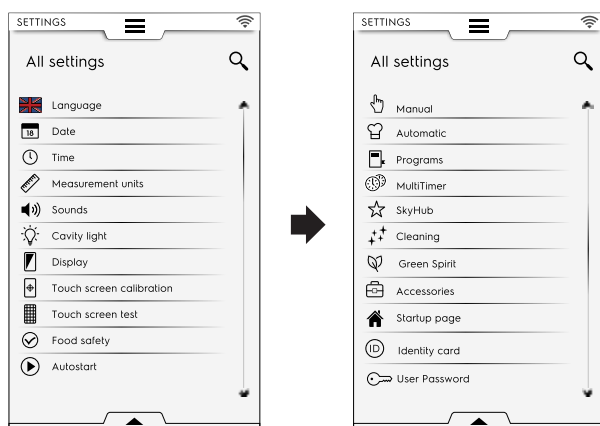 SETTINGS
All settings
Language
18
Date
Time
Measurement units
Sounds
Cavity light
Display
Touch screen calibration
Touch screen test
Food safety
Autostart
SETTINGS
All settings
Manual
Automatic
Programs
MultiTimer
SkyHub
Cleaning
Green Spirit
Accessories
Startup page
ID
Identity card
User Password